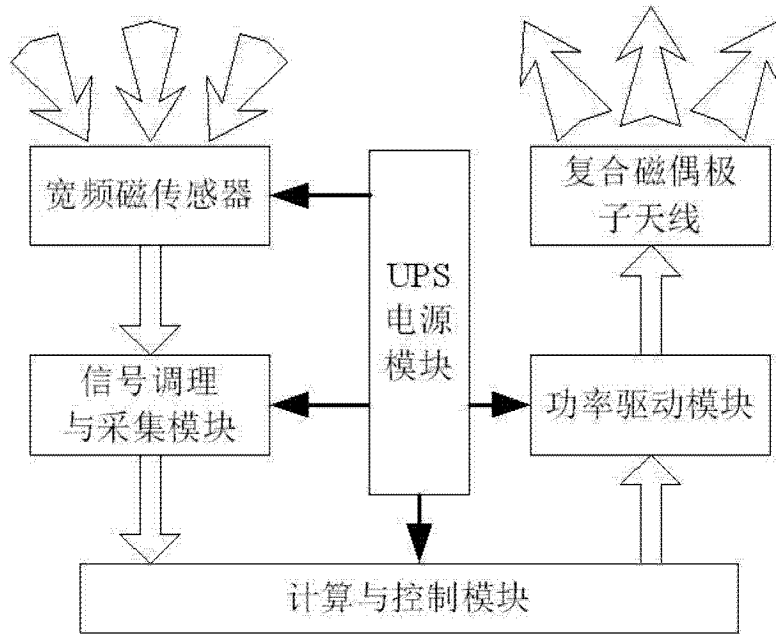 宽频磁传感器
复合磁偶极
子天线
UPS
电源
模块
信号调理
与采集模块
功率驱动模块
计算与控制模块